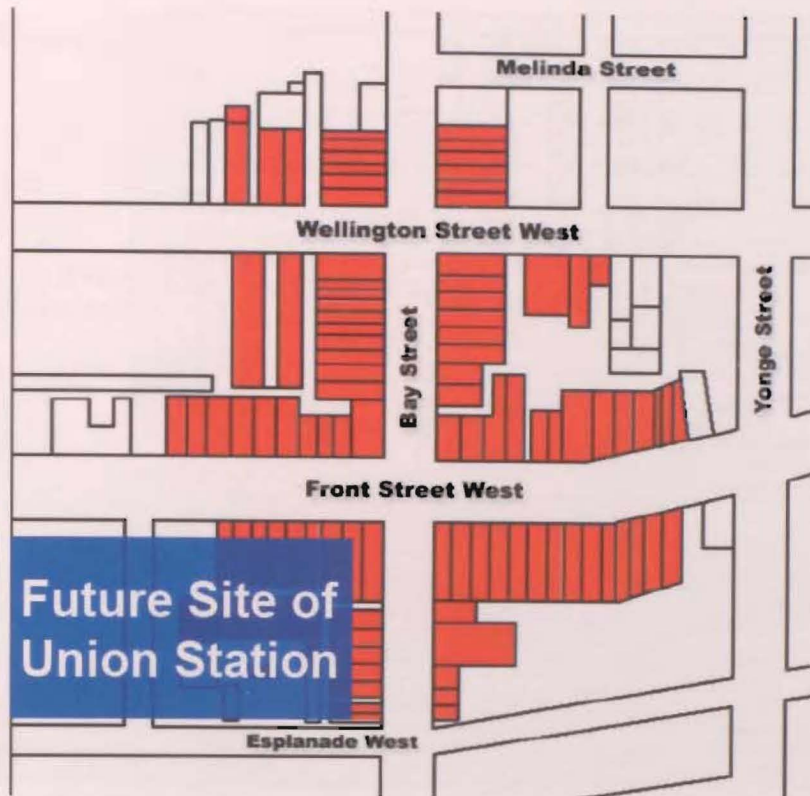 Melinda Street
Wellington Street West
Bay Street
Yonge Street
Front Street West
Future Site of
Union Station
Esplanade West